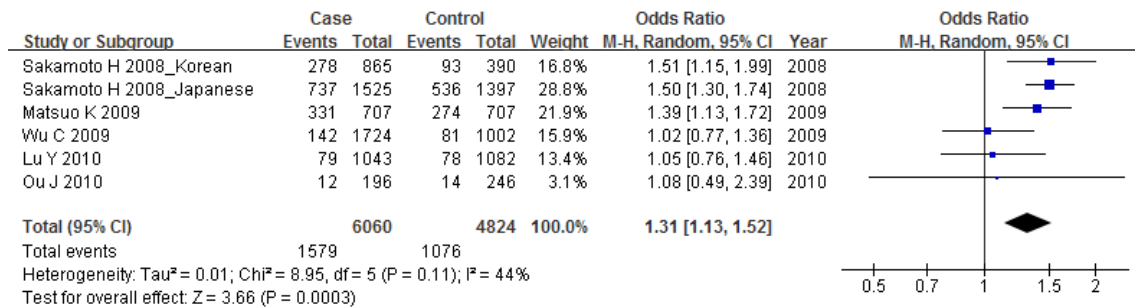 Case Control Odds Ratio Odds Ratio
Study or Subgroup Events Total Events Total Weight M-H, Random, 95% CI Year M-H, Random, 95% CI
Sakamoto H 2008_Korean 278 865 93 390 16.8% 1.51 [1.15, 1.99] 2008
Sakamoto H 2008_Japanese 737 1525 536 1397 28.8% 1.50 [1.30, 1.74] 2008
Matsuo K 2009 331 707 274 707 21.9% 1.39 [1.13, 1.72] 2009
Wu C 2009 142 1724 81 1002 15.9% 1.02 [0.77, 1.36] 2009
Lu Y 2010 79 1043 78 1082 13.4% 1.05 [0.76, 1.46] 2010
Ou J 2010 12 196 14 246 3.1% 1.08 [0.49, 2.39] 2010
Total (95% CI) 6060 4824 100.0% 1.31 [1.13, 1.52]
Total events 1579 1076
Heterogeneity: Tau² = 0.01; Chi² = 8.95, df = 5 (P = 0.11); I² = 44%
Test for overall effect: Z = 3.66 (P = 0.0003)
0.5 0.7 1 1.5 2